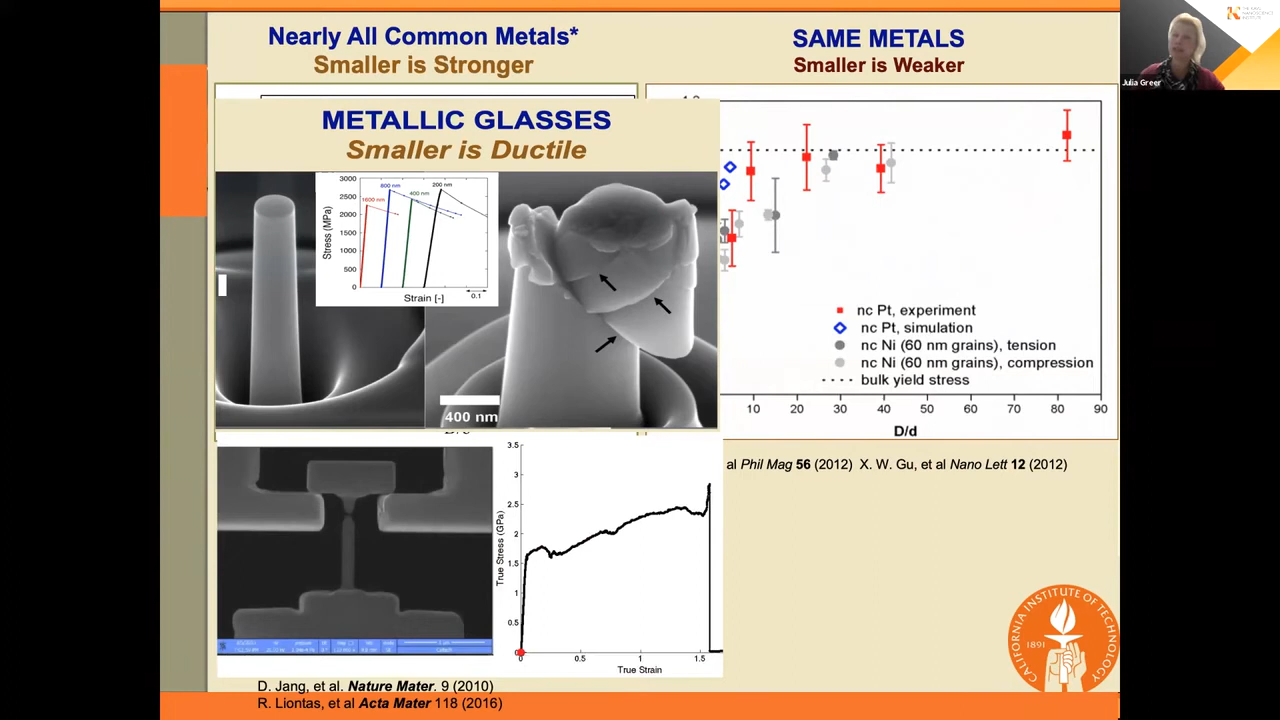 Nearly All Common Metals*
Smaller is Stronger
SAME METALS
Smaller is Weaker
Julia Greer
METALLIC GLASSES
Smaller is Ductile
3000
2500
2000
1500
1000
500
0
Stress (MPa)
1600 nm
800 nm
400 nm
200 nm
Strain [-]
0.1
400 nm
nc Pt, experiment
nc Pt, simulation
nc Ni (60 nm grains), tension
nc Ni (60 nm grains), compression
bulk yield stress
10 20 30 40 50 60 70 80 90
D/d
al Phil Mag 56 (2012) X. W. Gu, et al Nano Lett 12 (2012)
3.5
3
2.5
2
1.5
1
0.5
0
True Stress (GPa)
0 0.5 1 1.5
True Strain
D. Jang, et al. Nature Mater. 9 (2010)
R. Liontas, et al Acta Mater 118 (2016)
CALIFORNIA INSTITUTE OF TECHNOLOGY
1891